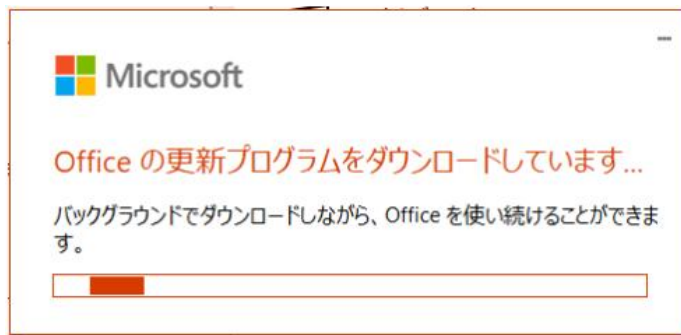 Microsoft
Office の更新プログラムをダウンロードしています...
バックグラウンドでダウンロードしながら、Office を使い続けることができま
す。